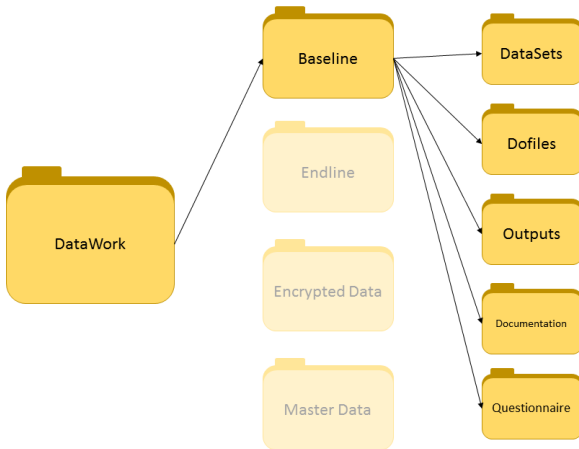 DataWork
Baseline
Endline
Encrypted Data
Master Data
DataSets
Dofiles
Outputs
Documentation
Questionnaire